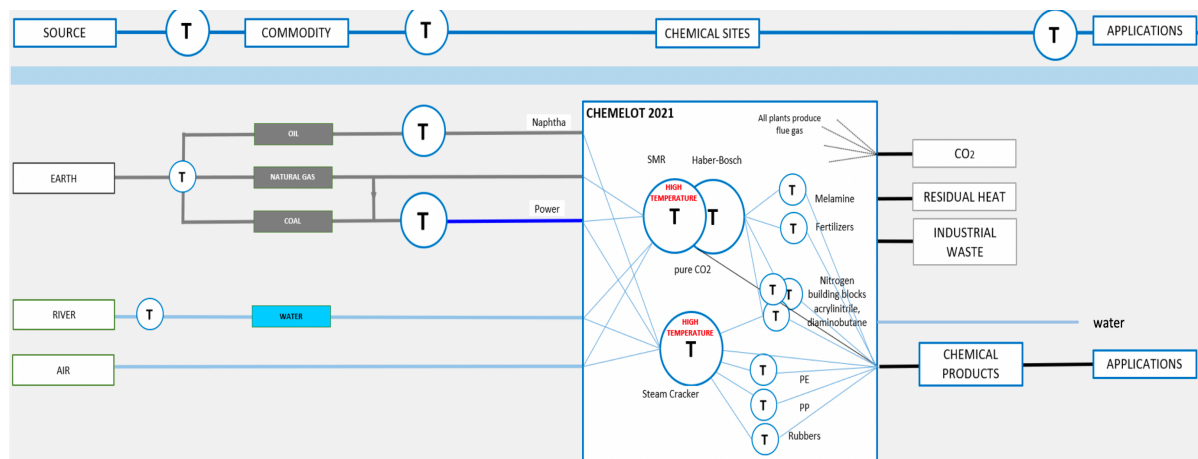 SOURCE
T
COMMODITY
T
CHEMICAL SITES
T
APPLICATIONS
CHEMELOT 2021
EARTH
T
OIL
NATURAL GAS
COAL
T
T
Naphtha
Power
All plants produce
flue gas
SMR
Haber-Bosch
HIGH
TEMPERATURE
T
T
pure CO2
T
Melamine
T
Fertilizers
T
T
T
Nitrogen
building blocks
acrylinitrile,
diaminobutane
CO2
RESIDUAL HEAT
INDUSTRIAL
WASTE
RIVER
T
WATER
water
AIR
HIGH
TEMPERATURE
T
Steam Cracker
T
PE
T
PP
T
Rubbers
CHEMICAL
PRODUCTS
APPLICATIONS